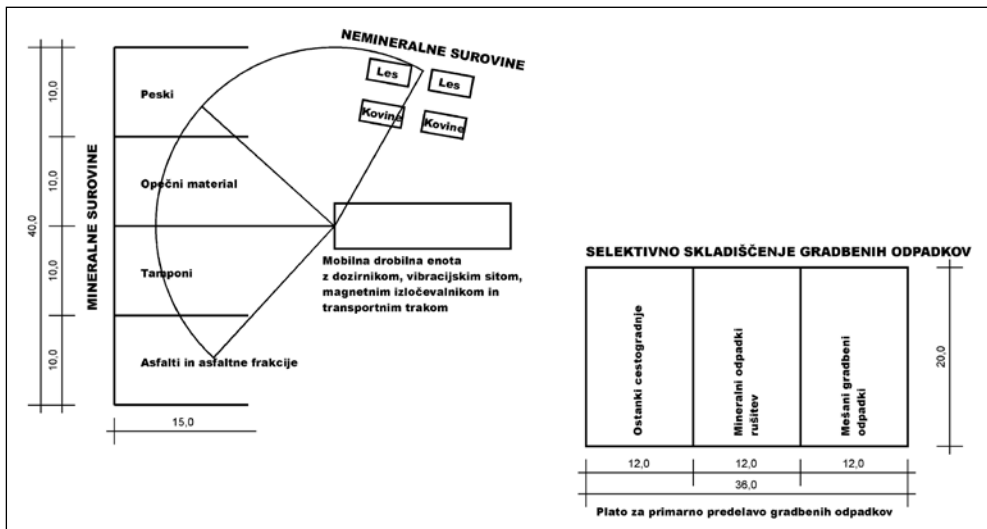 NEMINERALNE SUROVINE
Les
Les
Kovine
Kovine
MINERALNE SUROVINE
40,0
10,0
10,0
10,0
10,0
Peski
Opečni material
Tamponi
Asfalti in asfaltne frakcije
15,0
Mobilna drobilna enota
z dozirnikom, vibracijskim sitom,
magnetnim izločevalnikom in
transportnim trakom
SELEKTIVNO SKLADIŠČENJE GRADBENIH ODPADKOV
Ostanki cestogradnje
Mineralni odpadki
rušitev
Mešani gradbeni
odpadki
20,0
12,0
12,0
12,0
36,0
Plato za primarno predelavo gradbenih odpadkov